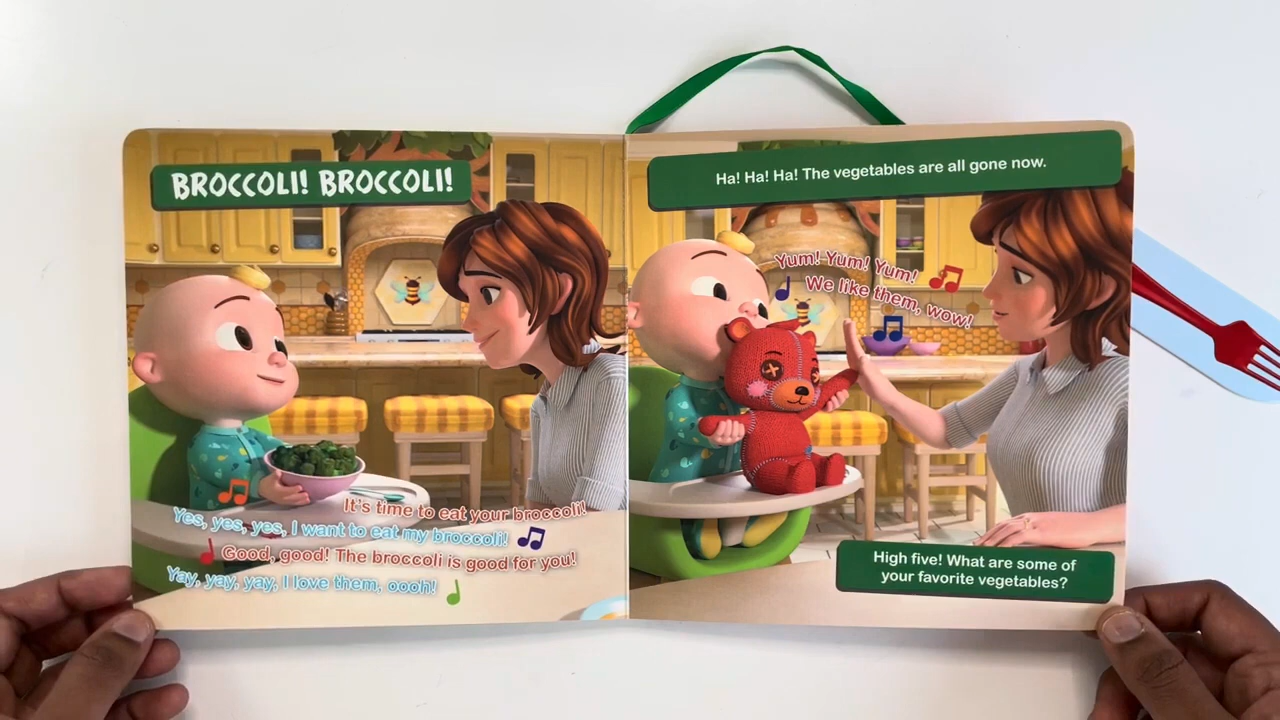 BROCCOLI! BROCCOLI!
It's time to eat your broccoli!
Yes, yes, yes, I want to eat my broccoli!
Good, good! The broccoli is good for you!
Yay, yay, yay, I love them, oooh!
Ha! Ha! Ha! The vegetables are all gone now.
Yum! Yum! Yum!
We like them, wow!
High five! What are some of
your favorite vegetables?